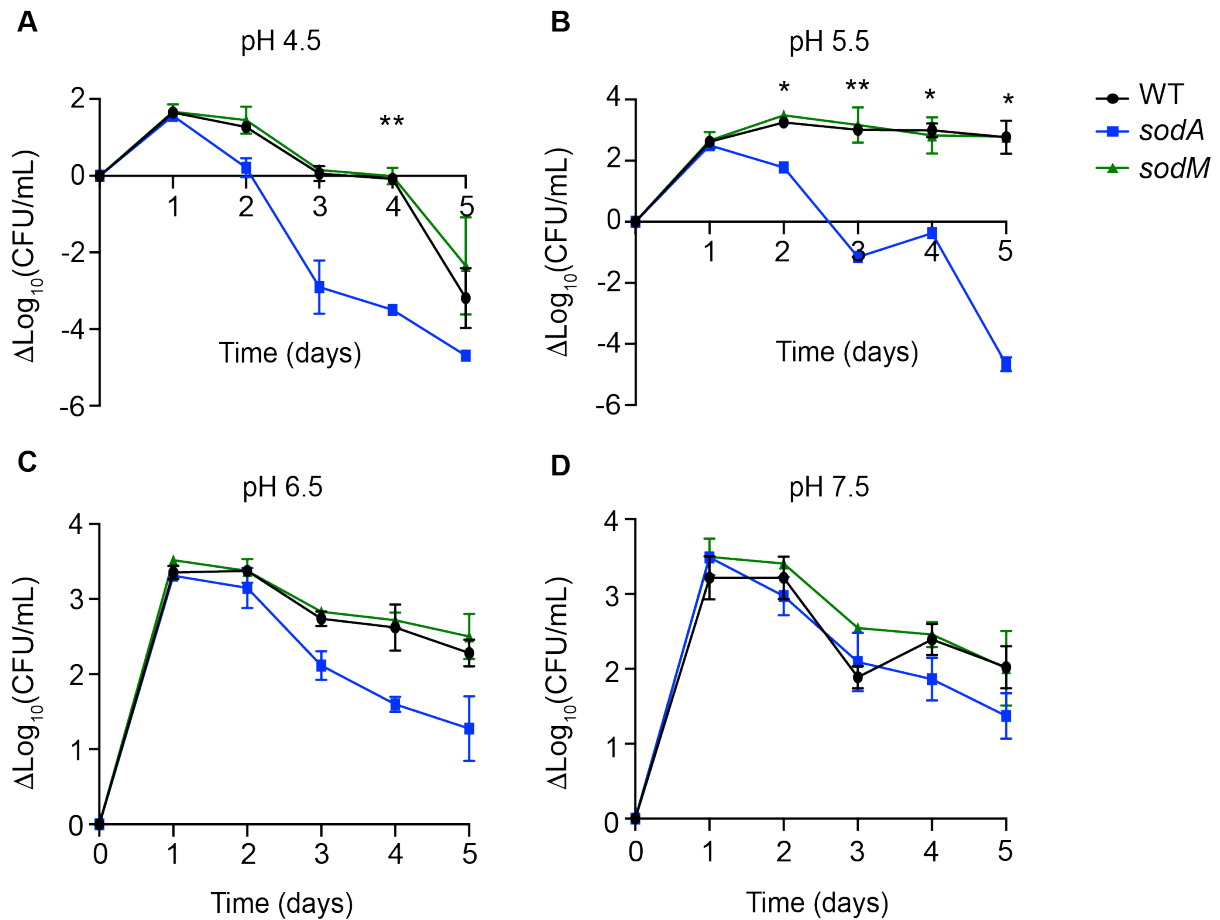 A
pH 4.5
2
0
-2
-4
-6
1 2 3 4 5
**
ΔLog10(CFU/mL)
Time (days)
B
pH 5.5
4
2
0
-2
-4
-6
1 2 3 4 5
* ** * *
ΔLog10(CFU/mL)
Time (days)
WT
sodA
sodM
C
pH 6.5
4
3
2
1
0
0 1 2 3 4 5
ΔLog10(CFU/mL)
Time (days)
D
pH 7.5
4
3
2
1
0
0 1 2 3 4 5
ΔLog10(CFU/mL)
Time (days)